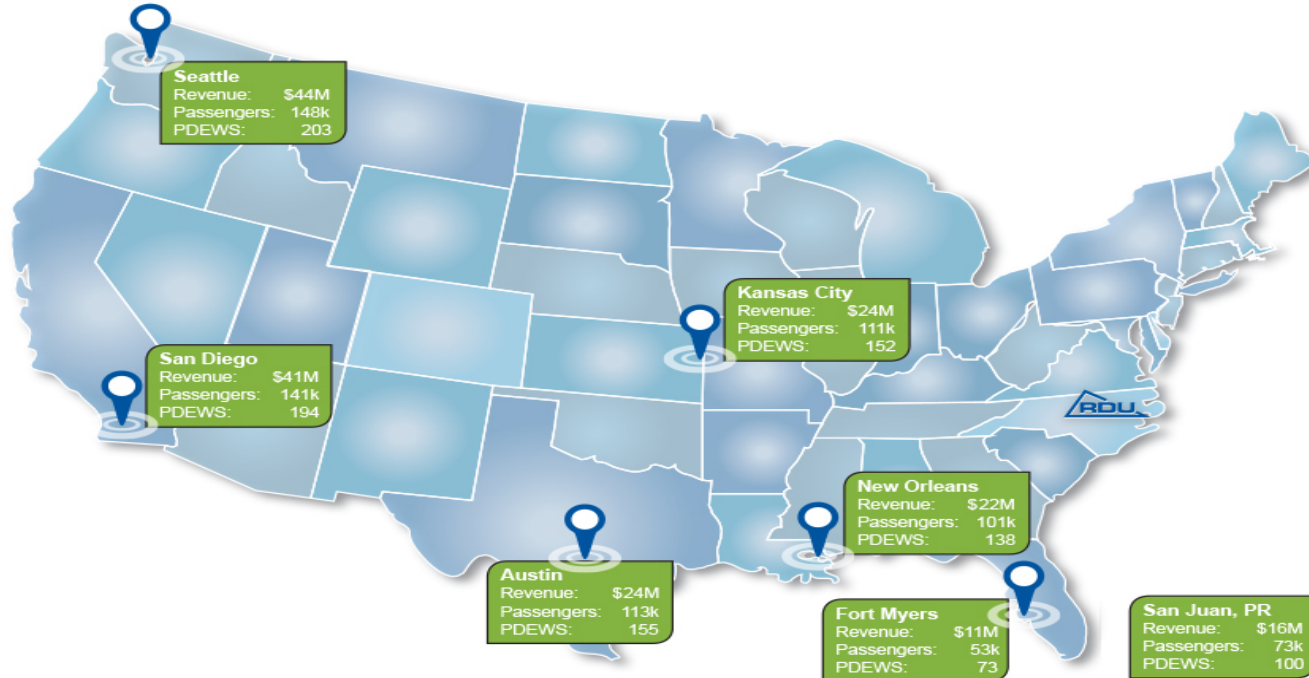 Seattle
Revenue: $44M
Passengers: 148k
PDEWS: 203
Kansas City
Revenue: $24M
Passengers: 111k
PDEWS: 152
San Diego
Revenue: $41M
Passengers: 141k
PDEWS: 194
RDU
New Orleans
Revenue: $22M
Passengers: 101k
PDEWS: 138
Austin
Revenue: $24M
Passengers: 113k
PDEWS: 155
Fort Myers
Revenue: $11M
Passengers: 53k
PDEWS: 73
San Juan, PR
Revenue: $16M
Passengers: 73k
PDEWS: 100